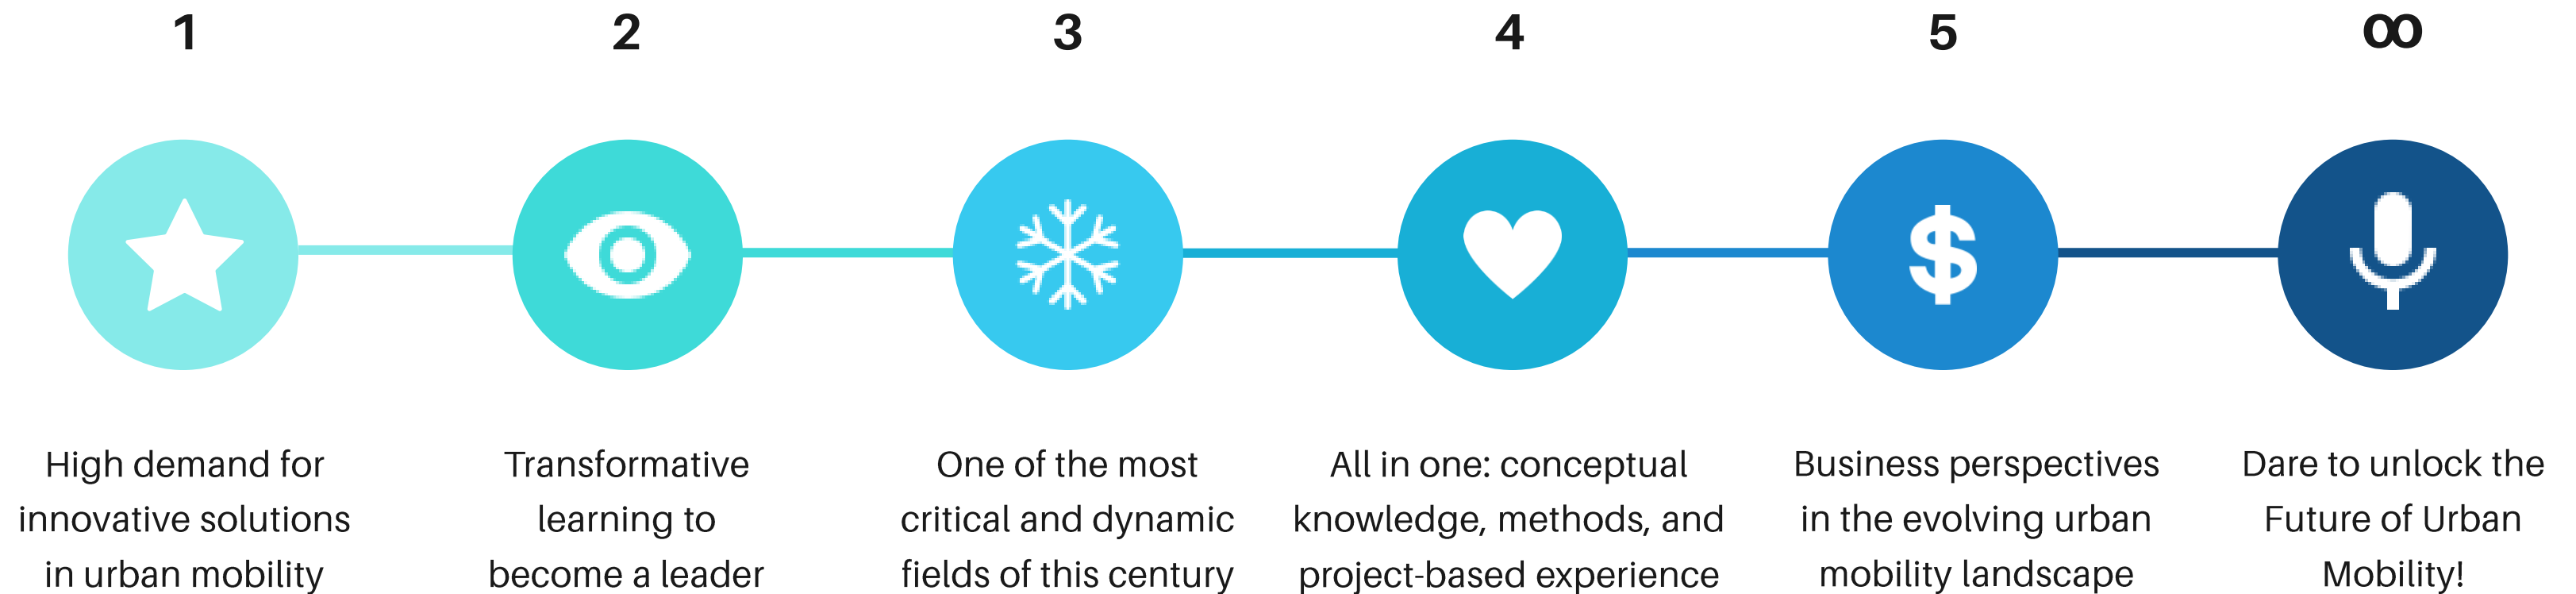 1
High demand for
innovative solutions
in urban mobility
2
Transformative
learning to
become a leader
3
One of the most
critical and dynamic
fields of this century
4
All in one: conceptual
knowledge, methods, and
project-based experience
5
$
Business perspectives
in the evolving urban
mobility landscape
∞
Dare to unlock the
Future of Urban
Mobility!